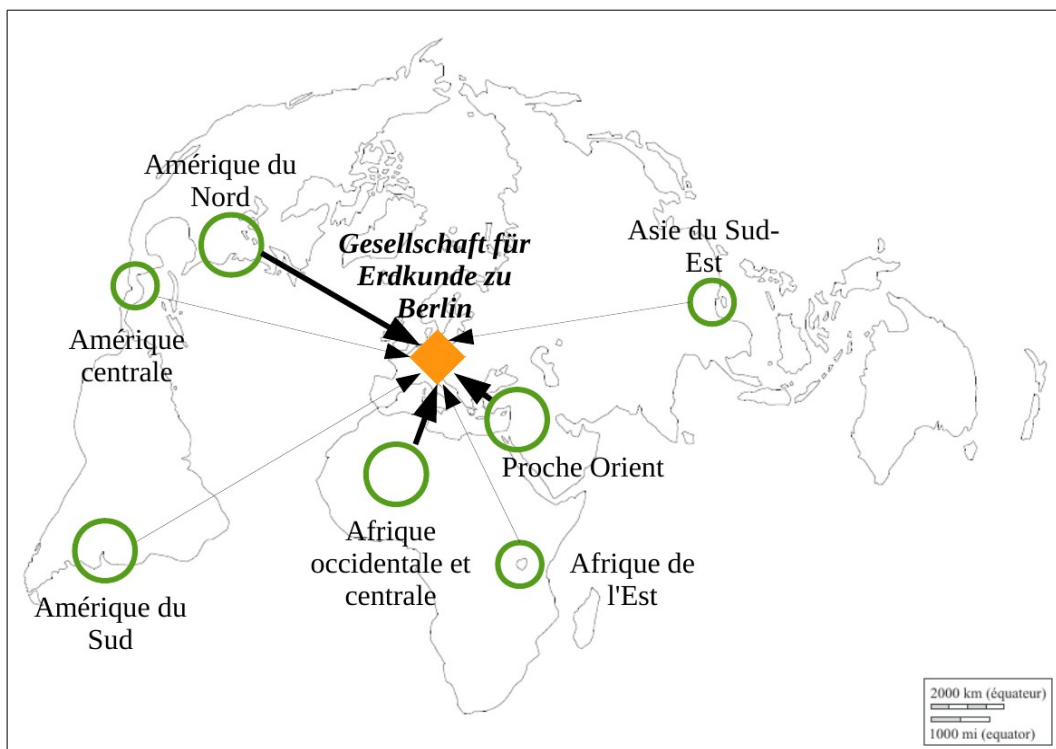 Amérique du
Nord
Gesellschaft für
Erdkunde zu
Berlin
Asie du Sud-
Est
Amérique
centrale
Proche Orient
Afrique
occidentale et
centrale
Afrique de
l'Est
Amérique du
Sud
2000 km (équateur)
1000 mi (equator)